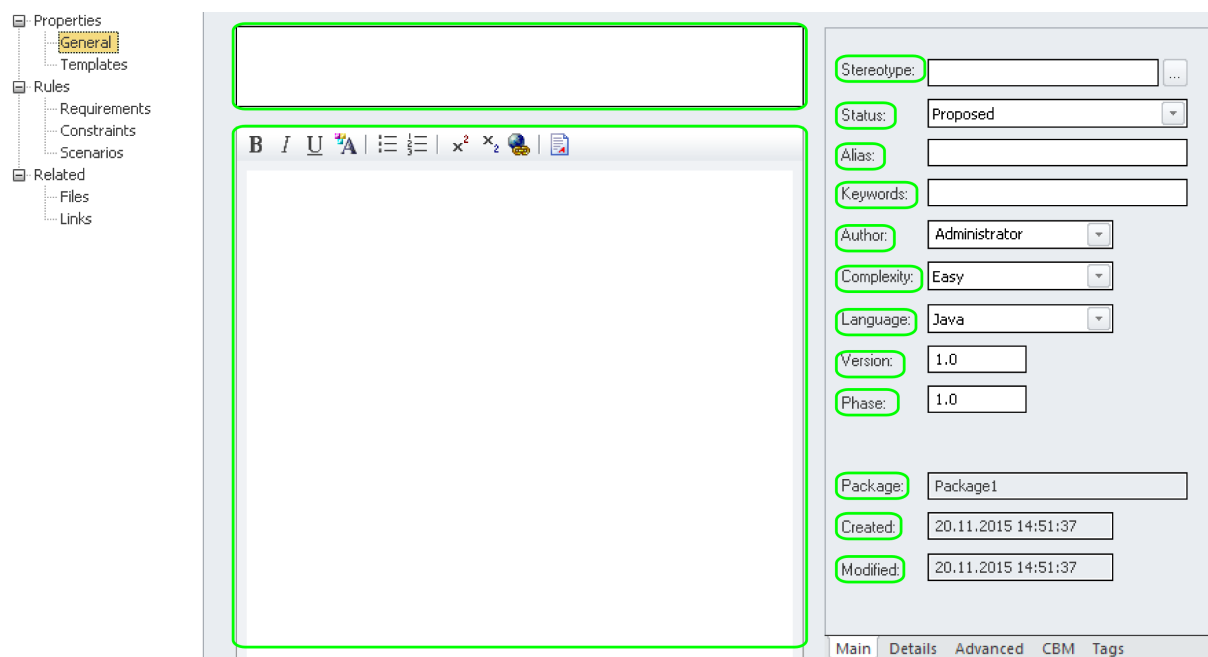 Properties
General
Templates
Rules
Requirements
Constraints
Scenarios
Related
Files
Links
B I U A x² x₂
Stereotype: ...
Status: Proposed
Alias:
Keywords:
Author: Administrator
Complexity: Easy
Language: Java
Version: 1.0
Phase: 1.0
Package: Package1
Created: 20.11.2015 14:51:37
Modified: 20.11.2015 14:51:37
Main Details Advanced CBM Tags